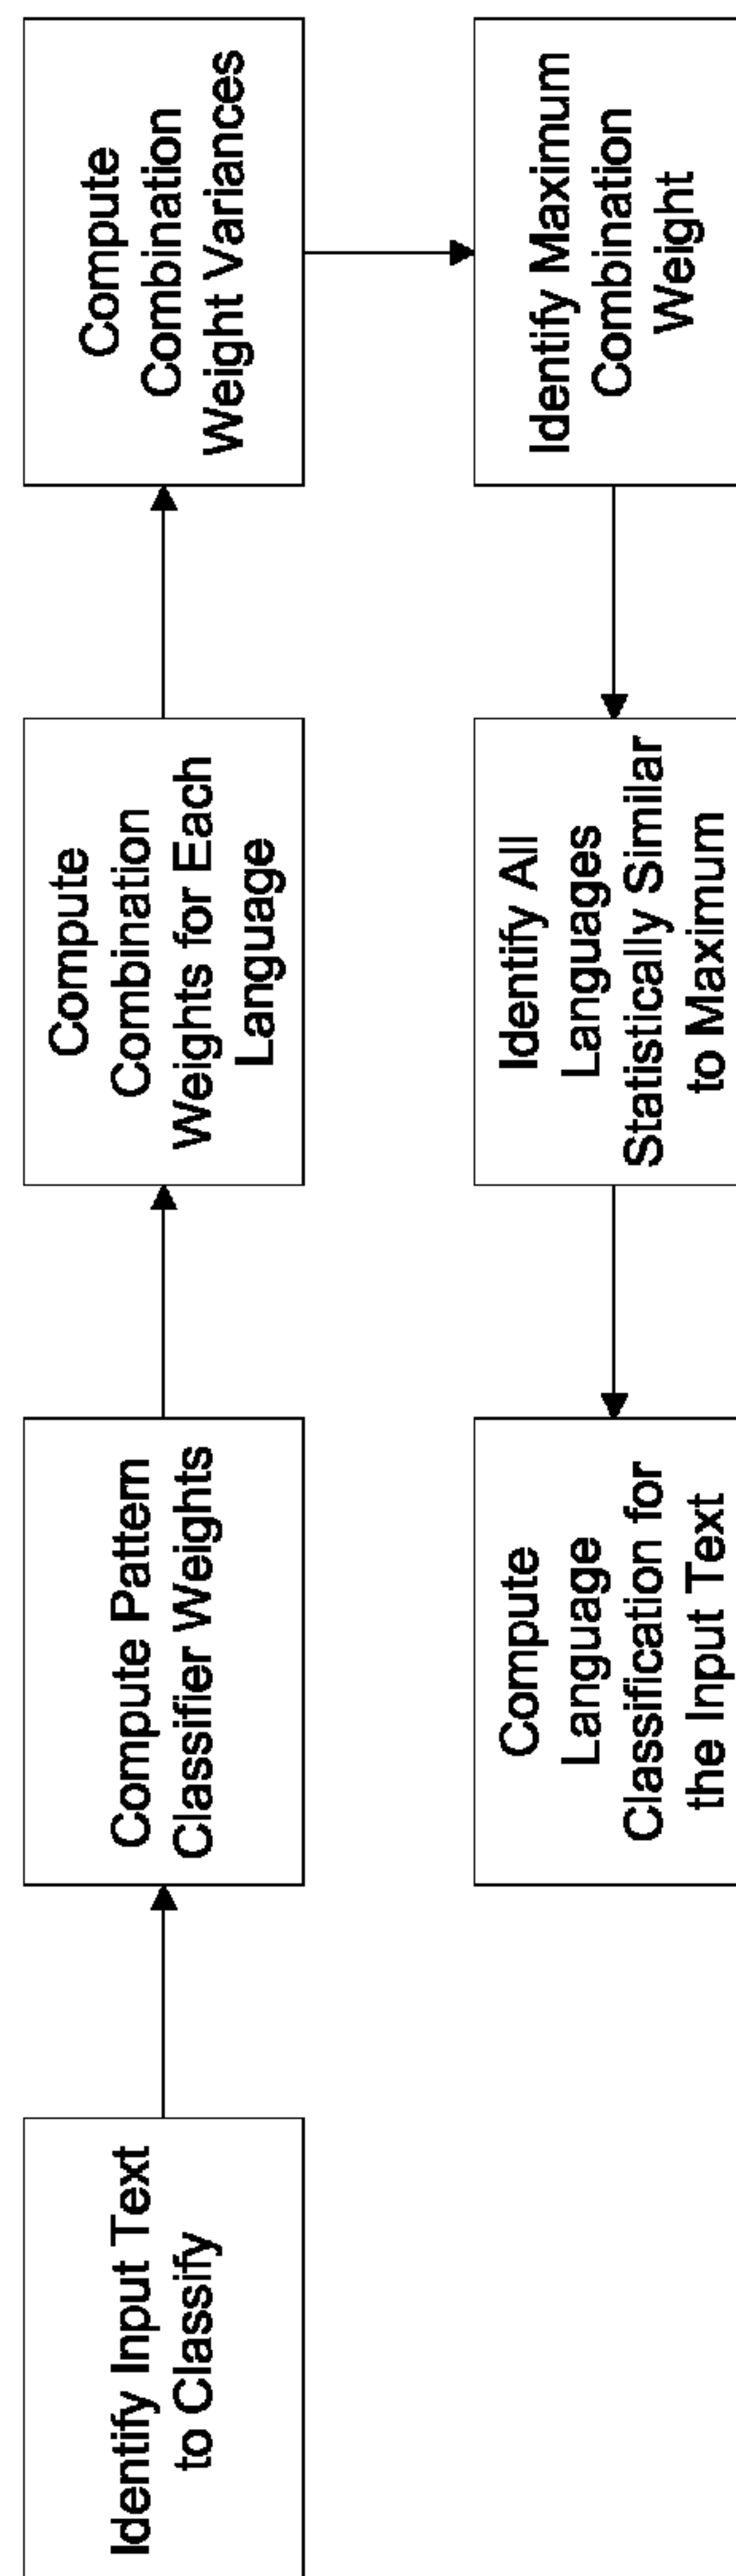 Identify Input Text
to Classify
Compute Pattern
Classifier Weights
Compute
Combination
Weights for Each
Language
Compute
Combination
Weight Variances
Identify Maximum
Combination
Weight
Identify All
Languages
Statistically Similar
to Maximum
Compute
Language
Classification for
the Input Text